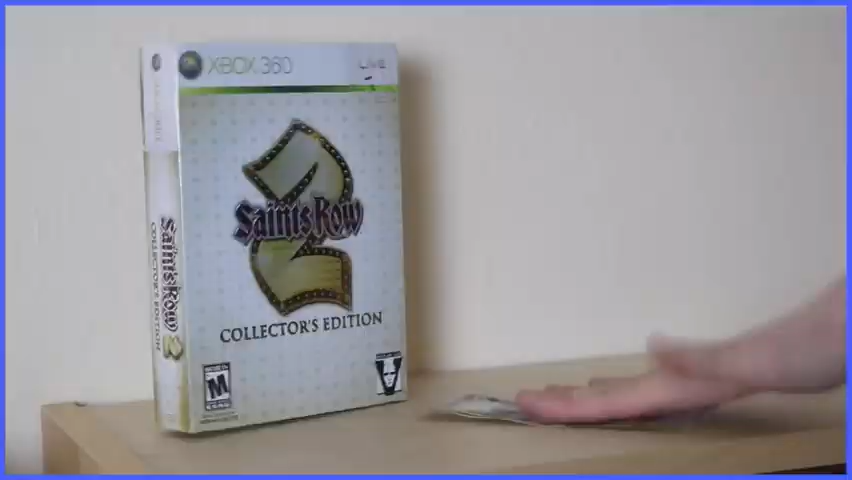 XBOX 360
LIVE
Saints Row
2
COLLECTOR'S EDITION
M
V
Saints Row 2
COLLECTOR'S EDITION